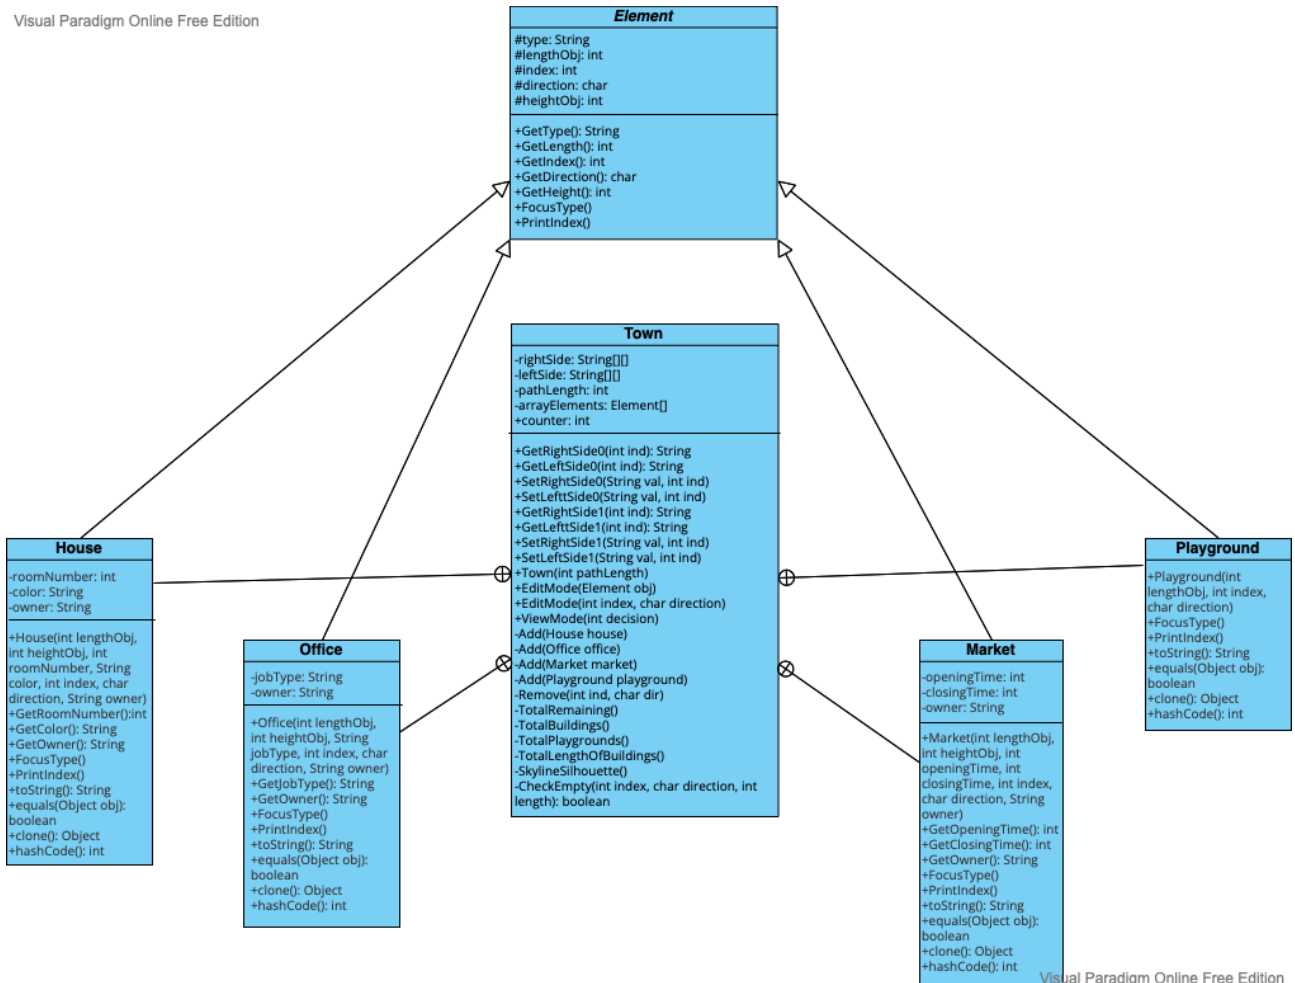 Visual Paradigm Online Free Edition
Element
#type: String
#lengthObj: int
#index: int
#direction: char
#heightObj: int
+GetType(): String
+GetLength(): int
+GetIndex(): int
+GetDirection(): char
+GetHeight(): int
+FocusType()
+PrintIndex()
Town
-rightSide: String[][]
-leftSide: String[][]
-pathLength: int
-arrayElements: Element[]
+counter: int
+GetRightSide0(int ind): String
+GetLeftSide0(int ind): String
+SetRightSide0(String val, int ind)
+SetLefttSide0(String val, int ind)
+GetRightSide1(int ind): String
+GetLefttSide1(int ind): String
+SetRightSide1(String val, int ind)
+SetLeftSide1(String val, int ind)
+Town(int pathLength)
+EditMode(Element obj)
+EditMode(int index, char direction)
+ViewMode(int decision)
-Add(House house)
-Add(Office office)
-Add(Market market)
-Add(Playground playground)
-Remove(int ind, char dir)
-TotalRemaining()
-TotalBuildings()
-TotalPlaygrounds()
-TotalLengthOfBuildings()
-SkylineSilhouette()
-CheckEmpty(int index, char direction, int
length): boolean
House
-roomNumber: int
-color: String
-owner: String
+House(int lengthObj,
int heightObj, int
roomNumber, String
color, int index, char
direction, String owner)
+GetRoomNumber():int
+GetColor(): String
+GetOwner(): String
+FocusType()
+PrintIndex()
+toString(): String
+equals(Object obj):
boolean
+clone(): Object
+hashCode(): int
Office
-jobType: String
-owner: String
+Office(int lengthObj,
int heightObj, String
jobType, int index, char
direction, String owner)
+GetJobType(): String
+GetOwner(): String
+FocusType()
+PrintIndex()
+toString(): String
+equals(Object obj):
boolean
+clone(): Object
+hashCode(): int
Market
-openingTime: int
-closingTime: int
-owner: String
+Market(int lengthObj,
int heightObj, int
openingTime, int
closingTime, int index,
char direction, String
owner)
+GetOpeningTime(): int
+GetClosingTime(): int
+GetOwner(): String
+FocusType()
+PrintIndex()
+toString(): String
+equals(Object obj):
boolean
+clone(): Object
+hashCode(): int
Playground
+Playground(int
lengthObj, int index,
char direction)
+FocusType()
+PrintIndex()
+toString(): String
+equals(Object obj):
boolean
+clone(): Object
+hashCode(): int
Visual Paradigm Online Free Edition